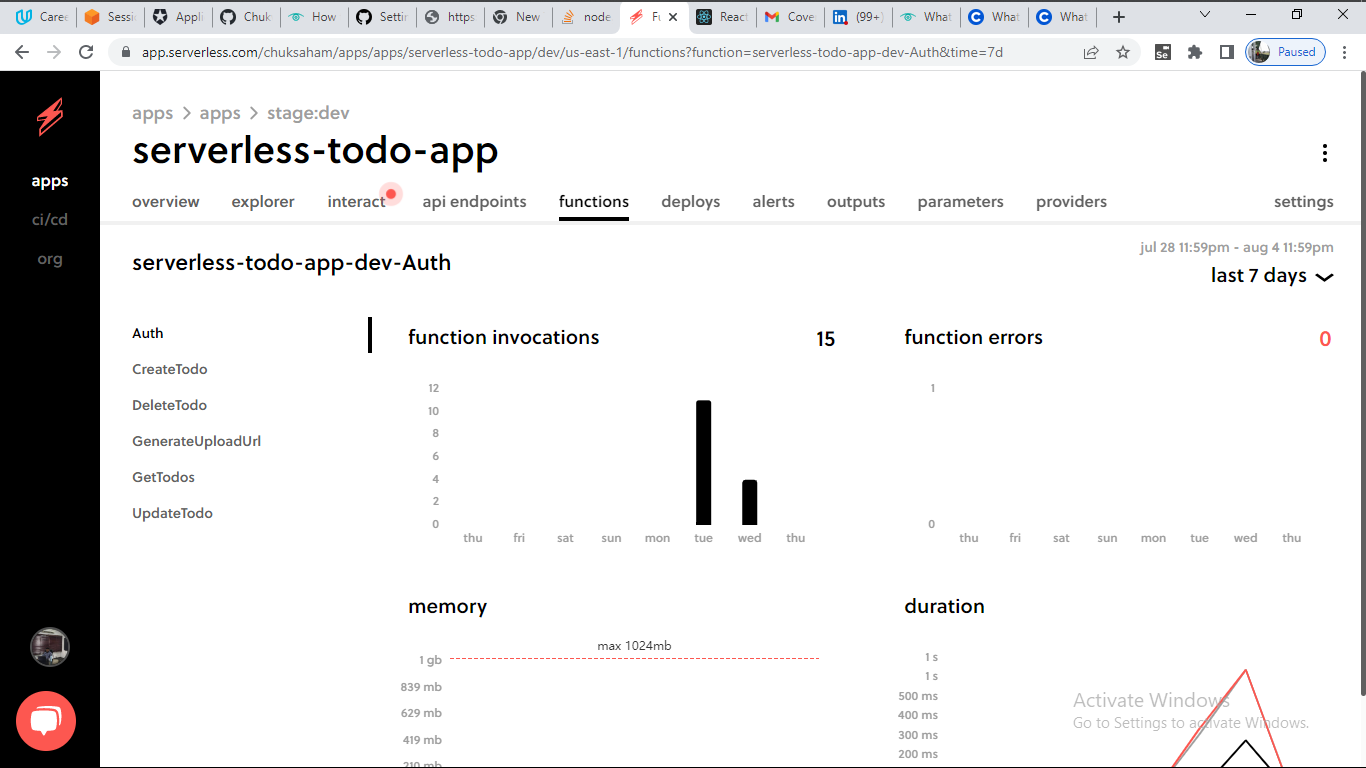 Caree
Sessi
Appli
Chuk
How
Settin
https
New
node
Fu
React
Cove
(99+)
What
What
What
app.serverless.com/chuksaham/apps/apps/serverless-todo-app/dev/us-east-1/functions?function=serverless-todo-app-dev-Auth&time=7d
Se
Paused
apps
ci/cd
org
apps > apps > stage:dev
serverless-todo-app
overview explorer interact api endpoints functions deploys alerts outputs parameters providers settings
serverless-todo-app-dev-Auth
jul 28 11:59pm - aug 4 11:59pm
last 7 days
Auth
CreateTodo
DeleteTodo
GenerateUploadUrl
GetTodos
UpdateTodo
function invocations 15
12
10
8
6
4
2
0
thu fri sat sun mon tue wed thu
function errors 0
1
0
thu fri sat sun mon tue wed thu
memory
max 1024mb
1 gb
839 mb
629 mb
419 mb
210 mb
duration
1 s
1 s
500 ms
400 ms
300 ms
200 ms
Activate Windows
Go to Settings to activate Windows.